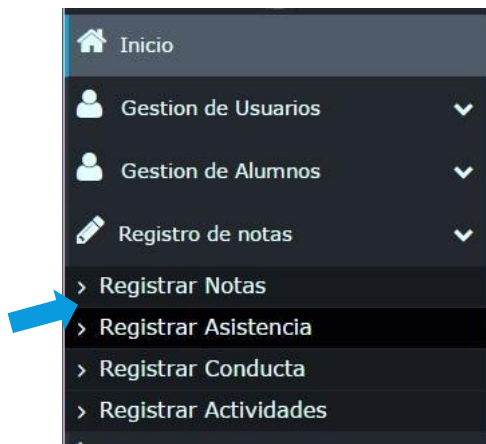 Inicio
Gestion de Usuarios
Gestion de Alumnos
Registro de notas
> Registrar Notas
> Registrar Asistencia
> Registrar Conducta
> Registrar Actividades